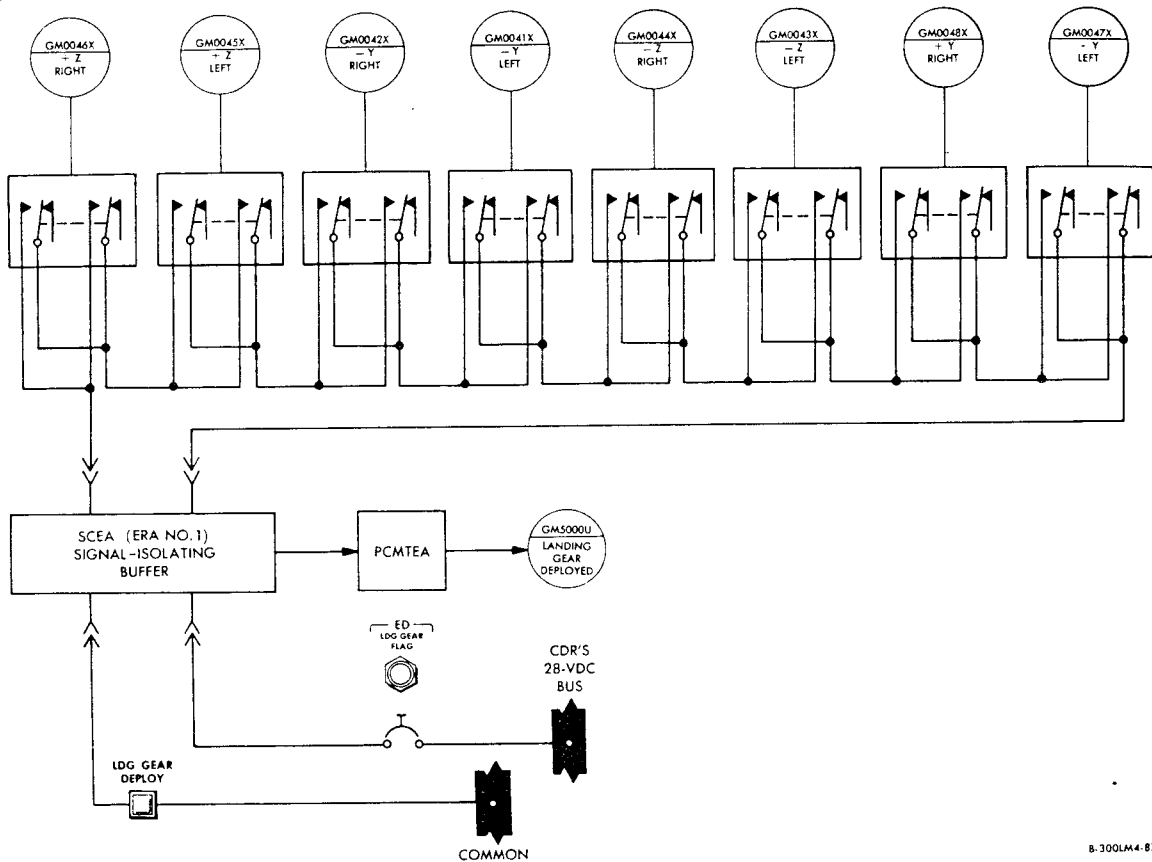 GM0046X
+ Z
RIGHT
GM0045X
+ Z
LEFT
GM0042X
- Y
RIGHT
GM0041X
- Y
LEFT
GM0044X
- Z
RIGHT
GM0043X
- Z
LEFT
GM0048X
+ Y
RIGHT
GM0047X
- Y
LEFT
SCEA (ERA NO.1)
SIGNAL-ISOLATING
BUFFER
PCMTEA
GM5000U
LANDING
GEAR
DEPLOYED
ED
LDG GEAR
FLAG
CDR'S
28-VDC
BUS
LDG GEAR
DEPLOY
COMMON